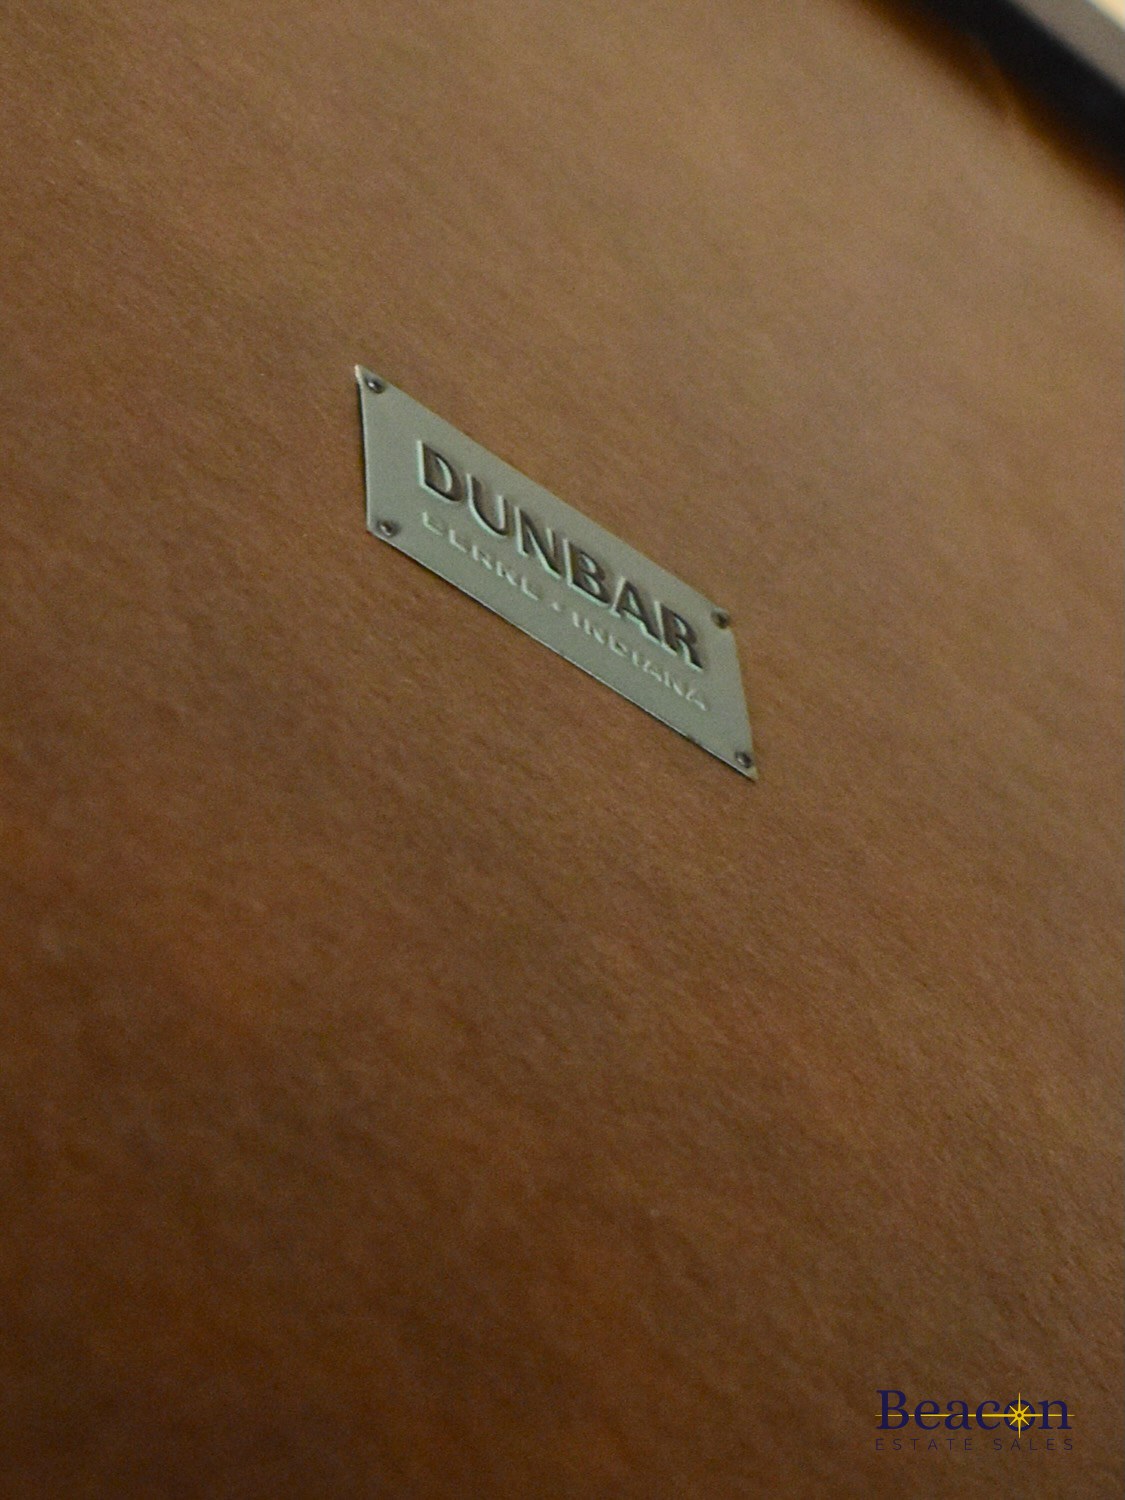 DUNBAR
BERNE • INDIANA
Beacon
ESTATE SALES